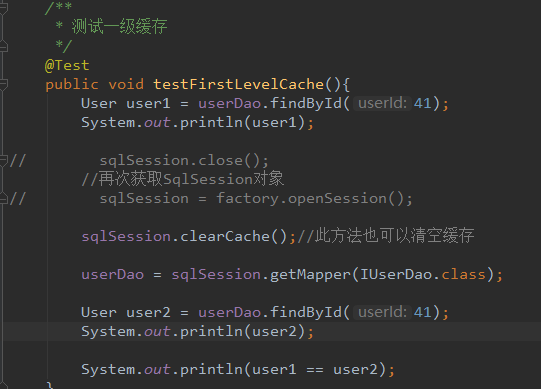 /**
* 测试一级缓存
*/
@Test
public void testFirstLevelCache(){
User user1 = userDao.findById( userId: 41);
System.out.println(user1);
// sqlSession.close();
//再次获取SqlSession对象
// sqlSession = factory.openSession();
sqlSession.clearCache();//此方法也可以清空缓存
userDao = sqlSession.getMapper(IUserDao.class);
User user2 = userDao.findById( userId: 41);
System.out.println(user2);
System.out.println(user1 == user2);
}